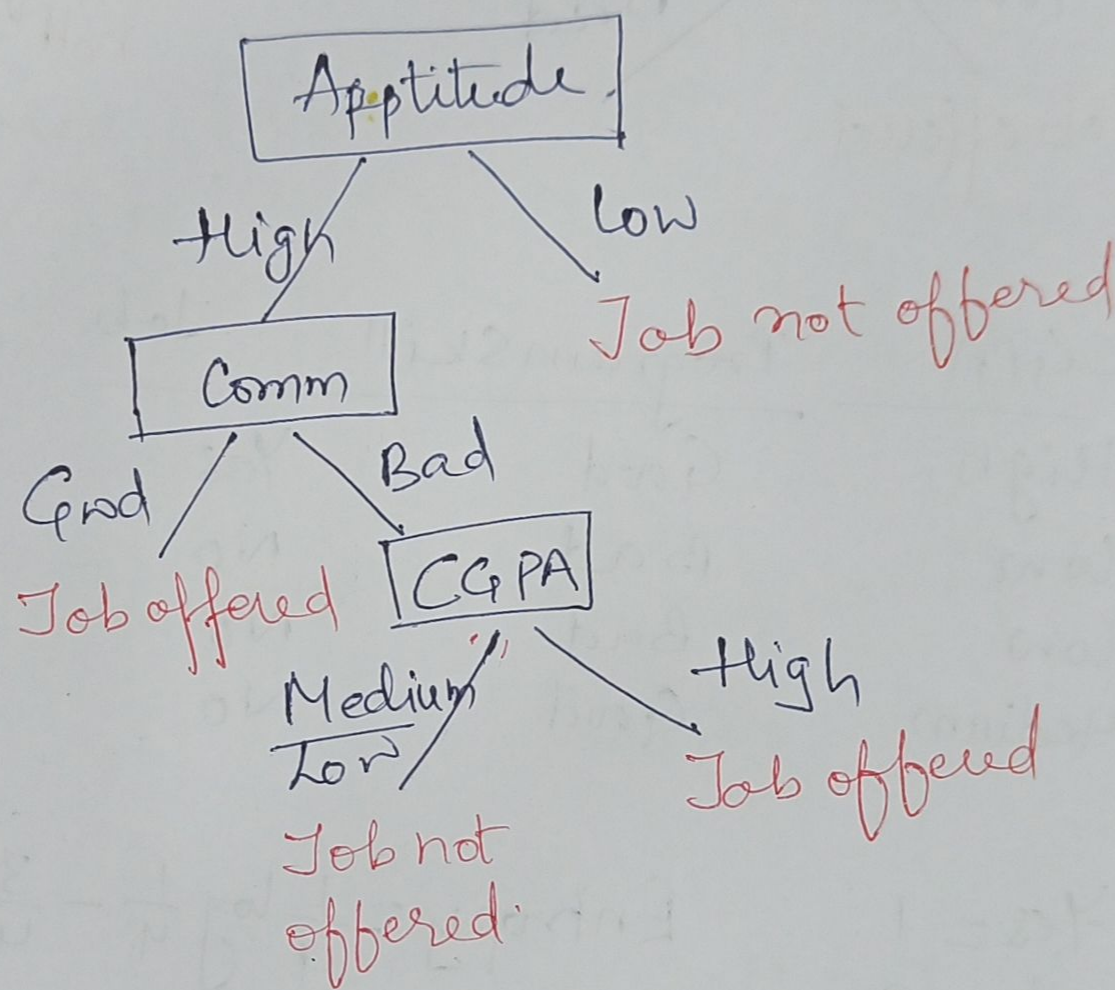 Apptitude
High
low
Job not offered
Comm
Good
Bad
Job offered
CGPA
Medium
Low
High
Job offered
Job not
offered.